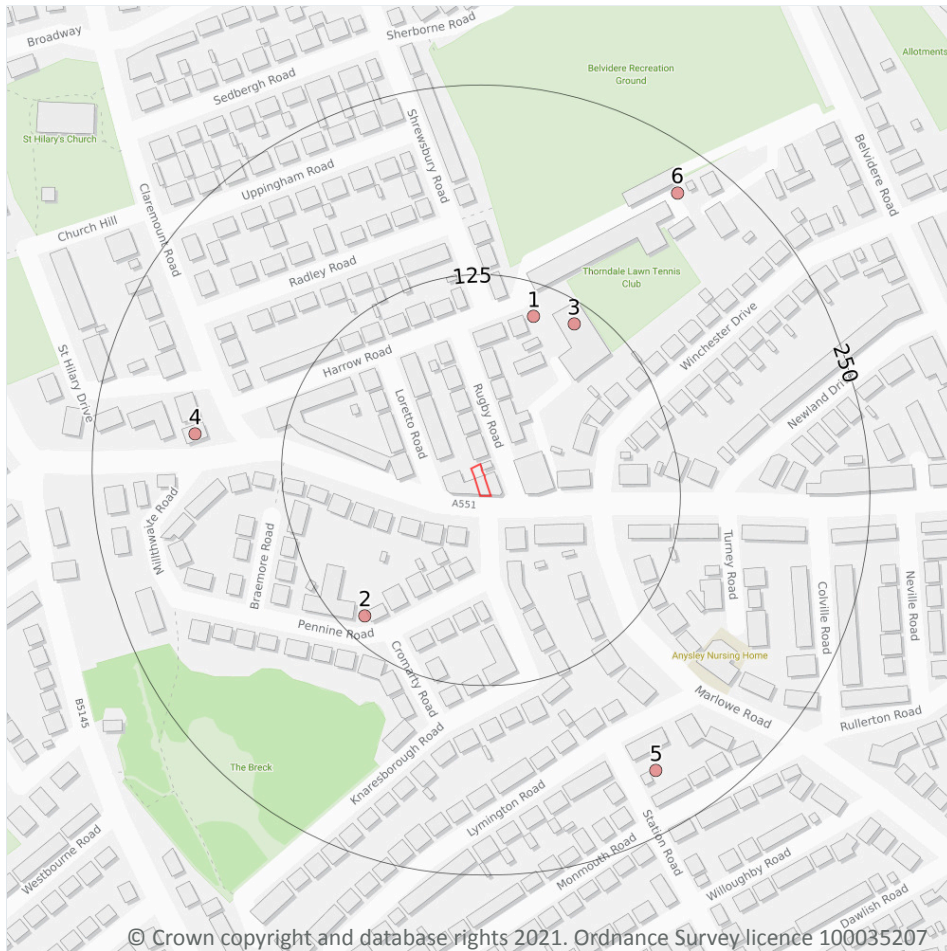 Sherborne Road
Broadway
Allotments
Belvidere Recreation
Ground
Sedbergh Road
St Hilary's Church
Shrewsbury Road
Belvidere Road
Uppingham Road
6
Claremount Road
Church Hill
Radley Road
125
Thorndale Lawn Tennis
Club
1
3
Winchester Drive
St Hilary Drive
Harrow Road
250
Newland Drive
Loretto Road
Rugby Road
4
A551
Braemore Road
Turney Road
Colville Road
Neville Road
2
Pennine Road
Cromarty Road
Anysley Nursing Home
Marlowe Road
Rullerton Road
B5145
Knaresborough Road
The Breck
5
Lymington Road
Station Road
Monmouth Road
Westbourne Road
Willoughby Road
Dawlish Road
© Crown copyright and database rights 2021. Ordnance Survey licence 100035207